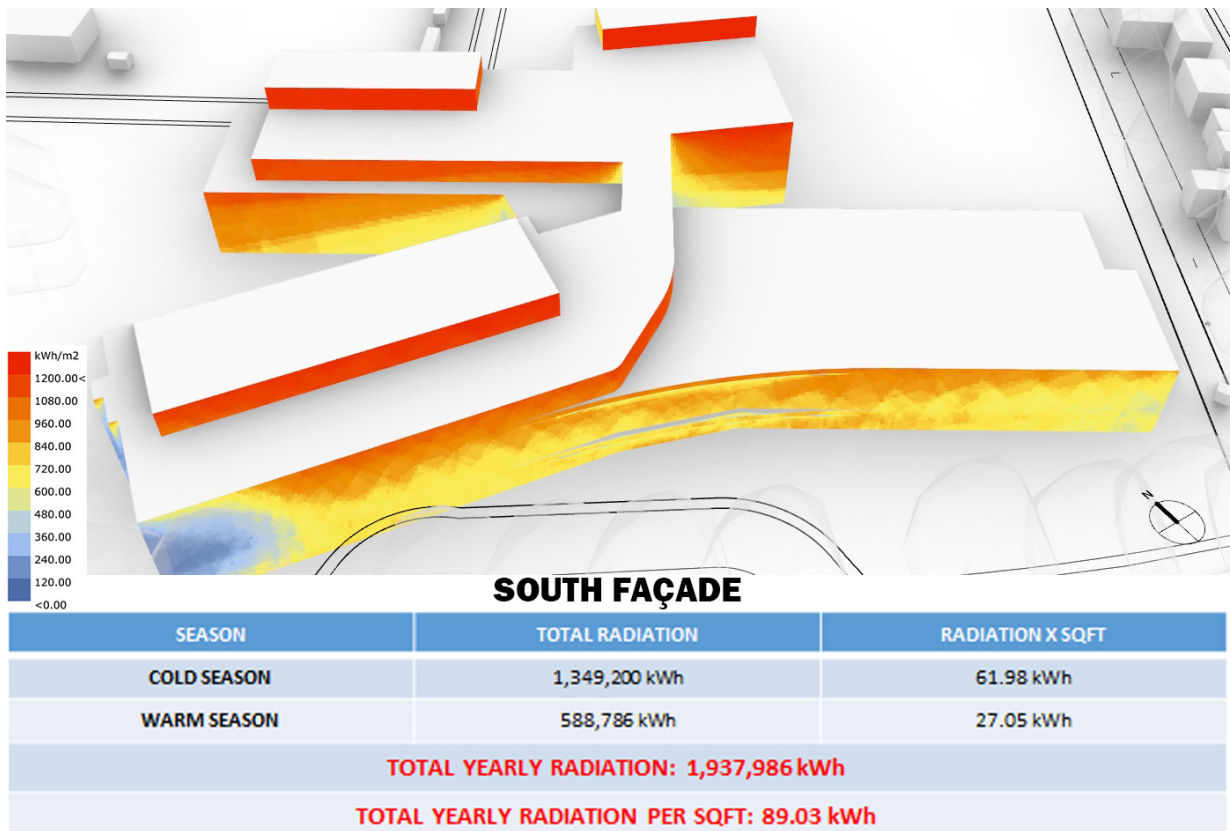 kWh/m2
1200.00<
1080.00
960.00
840.00
720.00
600.00
480.00
360.00
240.00
120.00
<0.00
N
SOUTH FAÇADE
SEASON TOTAL RADIATION RADIATION X SQFT
COLD SEASON 1,349,200 kWh 61.98 kWh
WARM SEASON 588,786 kWh 27.05 kWh
TOTAL YEARLY RADIATION: 1,937,986 kWh
TOTAL YEARLY RADIATION PER SQFT: 89.03 kWh